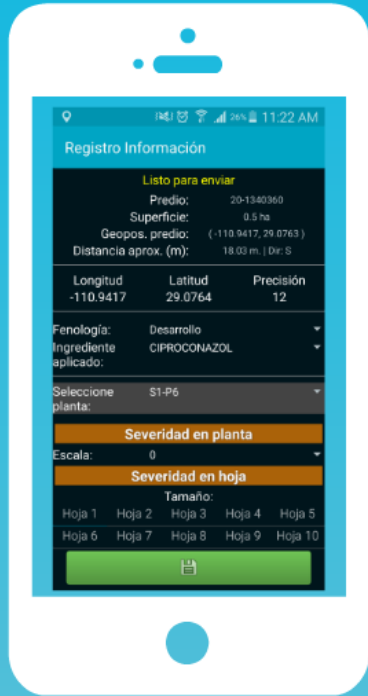 26% 11:22 AM
Registro Información
Listo para enviar
Predio: 20-1340360
Superficie: 0.5 ha
Geopos. predio: (-110.9417, 29.0763)
Distancia aprox. (m): 18.03 m. | Dir: S
Longitud Latitud Precisión
-110.9417 29.0764 12
Fenología: Desarrollo
Ingrediente CIPROCONAZOL
aplicado:
Seleccione S1-P6
planta:
Severidad en planta
Escala: 0
Severidad en hoja
Tamaño:
Hoja 1 Hoja 2 Hoja 3 Hoja 4 Hoja 5
Hoja 6 Hoja 7 Hoja 8 Hoja 9 Hoja 10